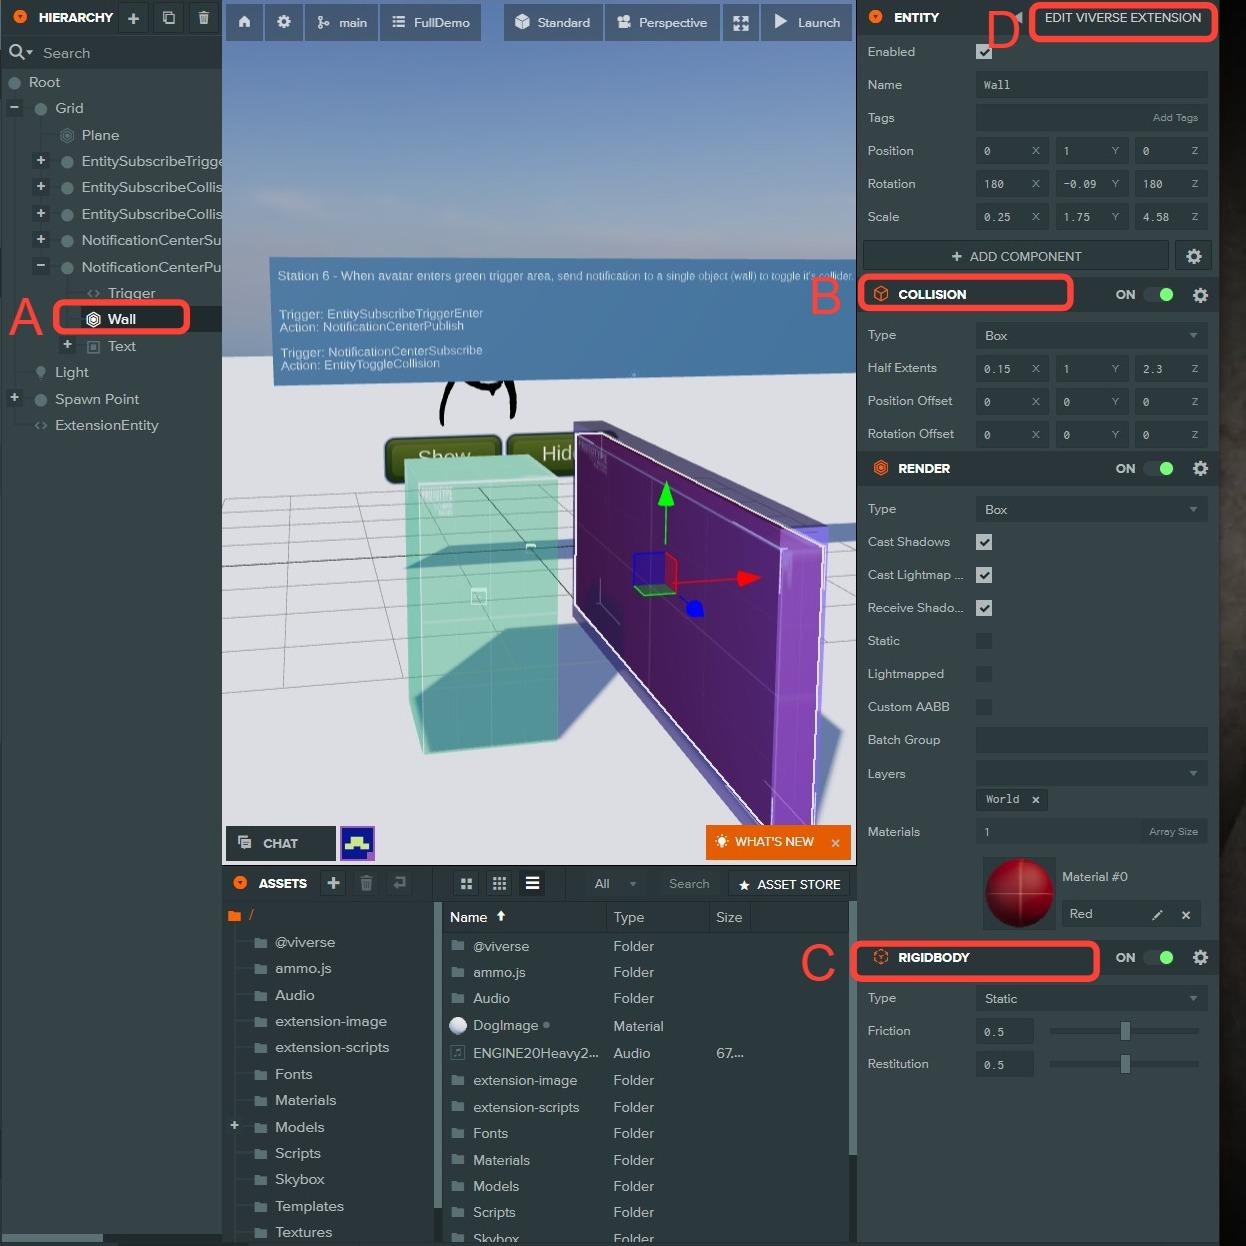 HIERARCHY
Search
Root
Grid
Plane
EntitySubscribeTrigge
EntitySubscribeCollis
EntitySubscribeCollis
NotificationCenterSu
NotificationCenterPu
Trigger
A
Wall
Text
Light
Spawn Point
ExtensionEntity
main
FullDemo
Standard
Perspective
Launch
Station 6 - When avatar enters green trigger area, send notification to a single object (wall) to toggle it's collider.
Trigger: EntitySubscribeTriggerEnter
Action: NotificationCenterPublish
Trigger: NotificationCenterSubscribe
Action: EntityToggleCollision
Show
Hid
CHAT
WHAT'S NEW
ASSETS
All
Search
ASSET STORE
/
@viverse
ammo.js
Audio
extension-image
extension-scripts
Fonts
Materials
Models
Scripts
Skybox
Templates
Textures
Name Type Size
@viverse Folder
ammo.js Folder
Audio Folder
DogImage Material
ENGINE20Heavy2... Audio 67....
extension-image Folder
extension-scripts Folder
Fonts Folder
Materials Folder
Models Folder
Scripts Folder
Skybox Folder
ENTITY
D
EDIT VIVERSE EXTENSION
Enabled
Name Wall
Tags Add Tags
Position 0 X 1 Y 0 Z
Rotation 180 X -0.09 Y 180 Z
Scale 0.25 X 1.75 Y 4.58 Z
+ ADD COMPONENT
B
COLLISION ON
Type Box
Half Extents 0.15 X 1 Y 2.3 Z
Position Offset 0 X 0 Y 0 Z
Rotation Offset 0 X 0 Y 0 Z
RENDER ON
Type Box
Cast Shadows
Cast Lightmap ...
Receive Shado...
Static
Lightmapped
Custom AABB
Batch Group
Layers
World
Materials 1 Array Size
Material #0
Red
C
RIGIDBODY ON
Type Static
Friction 0.5
Restitution 0.5